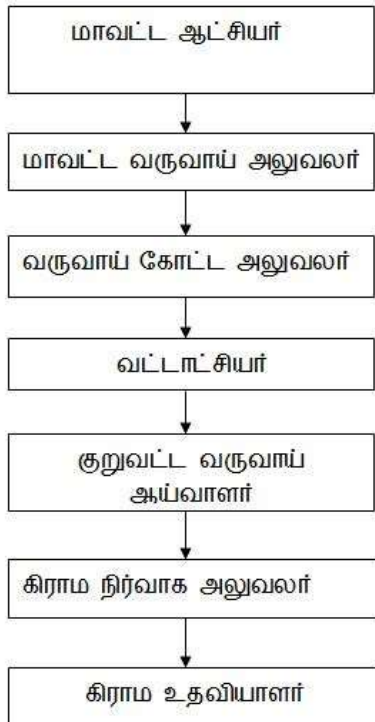 மாவட்ட ஆட்சியர்
மாவட்ட வருவாய் அலுவலர்
வருவாய் கோட்ட அலுவலர்
வட்டாட்சியர்
குறுவட்ட வருவாய்
ஆய்வாளர்
கிராம நிர்வாக அலுவலர்
கிராம உதவியாளர்